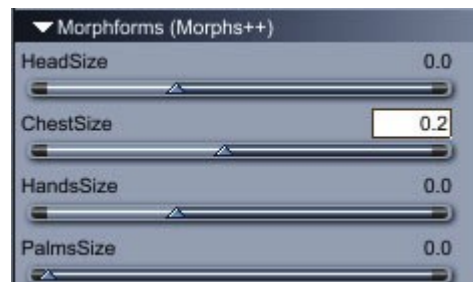 Morphforms (Morphs++)
HeadSize 0.0
ChestSize 0.2
HandsSize 0.0
PalmsSize 0.0